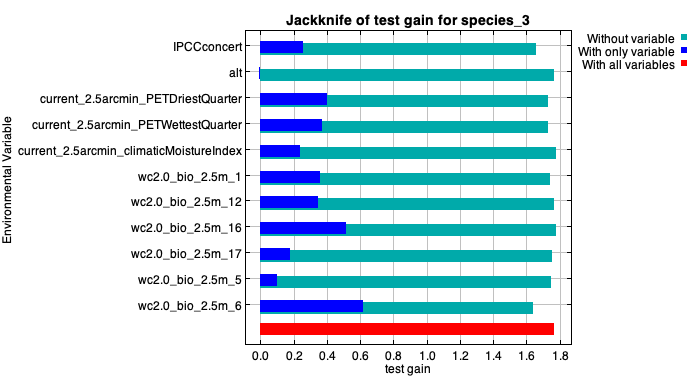 Jackknife of test gain for species_3
Without variable
With only variable
With all variables
Environmental Variable
IPCCconcert
alt
current_2.5arcmin_PETDriestQuarter
current_2.5arcmin_PETWettestQuarter
current_2.5arcmin_climaticMoistureIndex
wc2.0_bio_2.5m_1
wc2.0_bio_2.5m_12
wc2.0_bio_2.5m_16
wc2.0_bio_2.5m_17
wc2.0_bio_2.5m_5
wc2.0_bio_2.5m_6
0.0 0.2 0.4 0.6 0.8 1.0 1.2 1.4 1.6 1.8
test gain